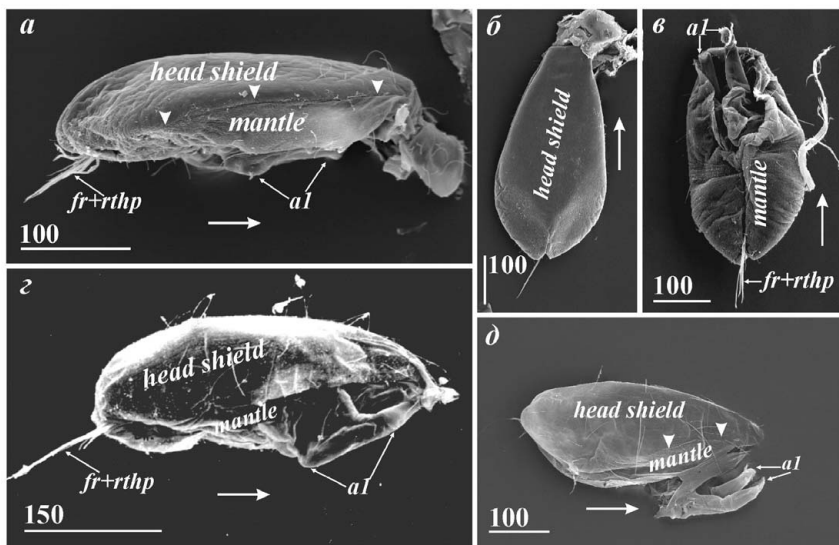 а
head shield
mantle
fr+rthp
a1
100
б
head shield
100
в
a1
mantle
fr+rthp
100
г
head shield
mantle
fr+rthp
a1
150
д
head shield
mantle
a1
100